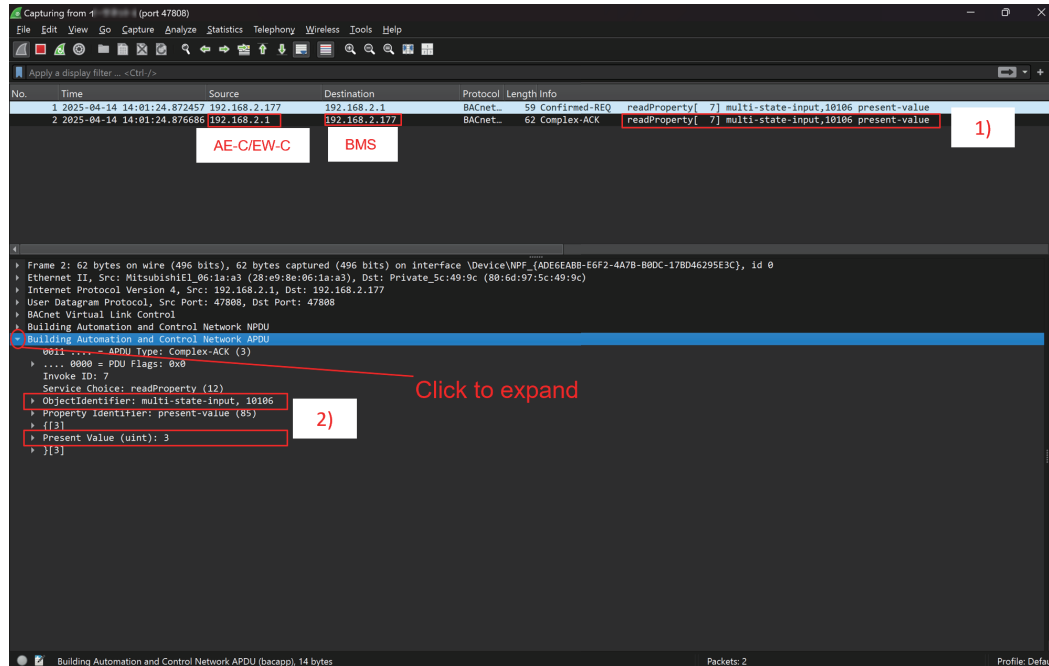 Capturing from (port 47808)
File Edit View Go Capture Analyze Statistics Telephony Wireless Tools Help
Apply a display filter ... <Ctrl-/>
No. Time Source Destination Protocol Length Info
1 2025-04-14 14:01:24.872457 192.168.2.177 192.168.2.1 BACnet… 59 Confirmed-REQ readProperty[ 7] multi-state-input,10106 present-value
2 2025-04-14 14:01:24.876686 192.168.2.1 192.168.2.177 BACnet… 62 Complex-ACK readProperty[ 7] multi-state-input,10106 present-value
1)
AE-C/EW-C BMS
Frame 2: 62 bytes on wire (496 bits), 62 bytes captured (496 bits) on interface \Device\NPF_{ADE6EABB-E6F2-4A7B-B0DC-17BD46295E3C}, id 0
Ethernet II, Src: MitsubishiEl_06:1a:a3 (28:e9:8e:06:1a:a3), Dst: Private_5c:49:9c (80:6d:97:5c:49:9c)
Internet Protocol Version 4, Src: 192.168.2.1, Dst: 192.168.2.177
User Datagram Protocol, Src Port: 47808, Dst Port: 47808
BACnet Virtual Link Control
Building Automation and Control Network NPDU
Building Automation and Control Network APDU
0011 .... = APDU Type: Complex-ACK (3)
.... 0000 = PDU Flags: 0x0
Invoke ID: 7
Service Choice: readProperty (12)
Click to expand
ObjectIdentifier: multi-state-input, 10106
Property Identifier: present-value (85)
2)
{[3]
Present Value (uint): 3
}[3]
Building Automation and Control Network APDU (bacapp), 14 bytes Packets: 2 Profile: Defau